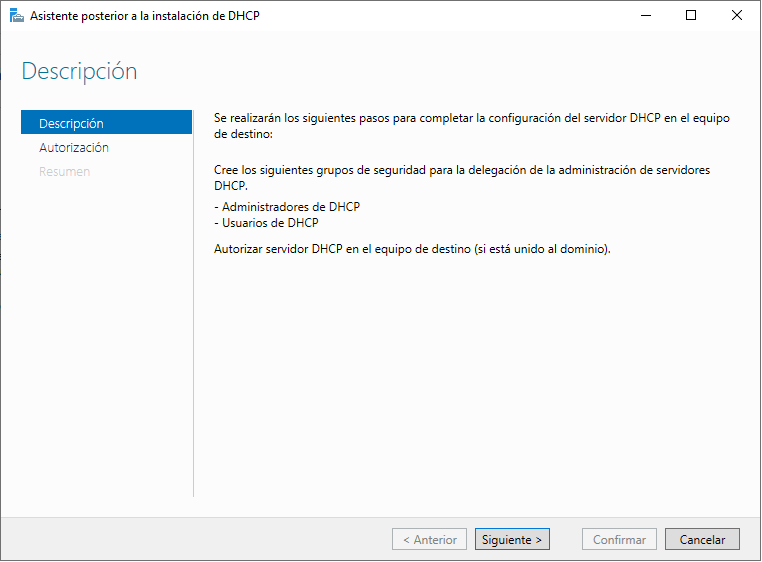 Asistente posterior a la instalación de DHCP
Descripción
Descripción
Autorización
Resumen
Se realizarán los siguientes pasos para completar la configuración del servidor DHCP en el equipo
de destino:
Cree los siguientes grupos de seguridad para la delegación de la administración de servidores
DHCP.
- Administradores de DHCP
- Usuarios de DHCP
Autorizar servidor DHCP en el equipo de destino (si está unido al dominio).
< Anterior
Siguiente >
Confirmar
Cancelar